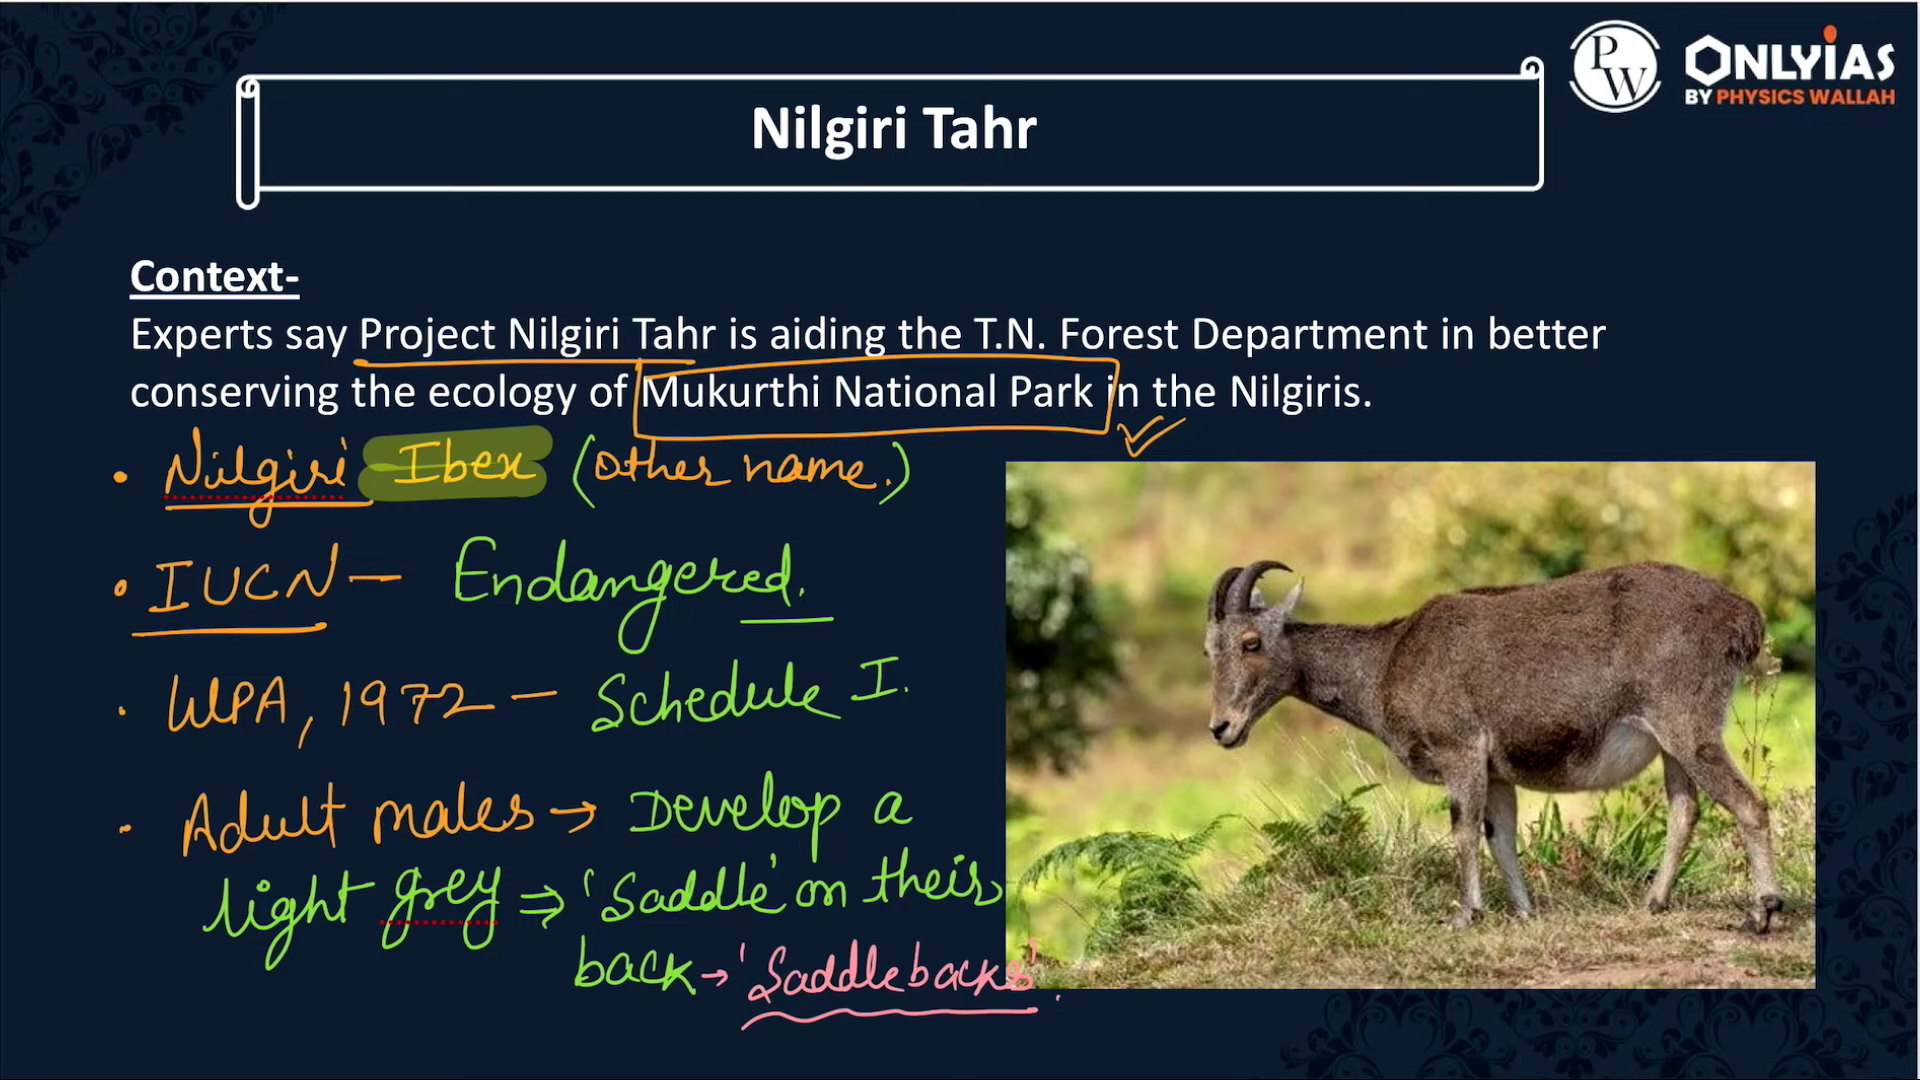 PW ONLYIAS
BY PHYSICS WALLAH
Nilgiri Tahr
Context-
Experts say Project Nilgiri Tahr is aiding the T.N. Forest Department in better
conserving the ecology of Mukurthi National Park in the Nilgiris.
• Nilgiri Ibex (other name.)
• IUCN – Endangered.
• WPA, 1972 – Schedule I.
• Adult males → Develop a
light grey ⇒ 'Saddle' on their
back → 'Saddlebacks'.